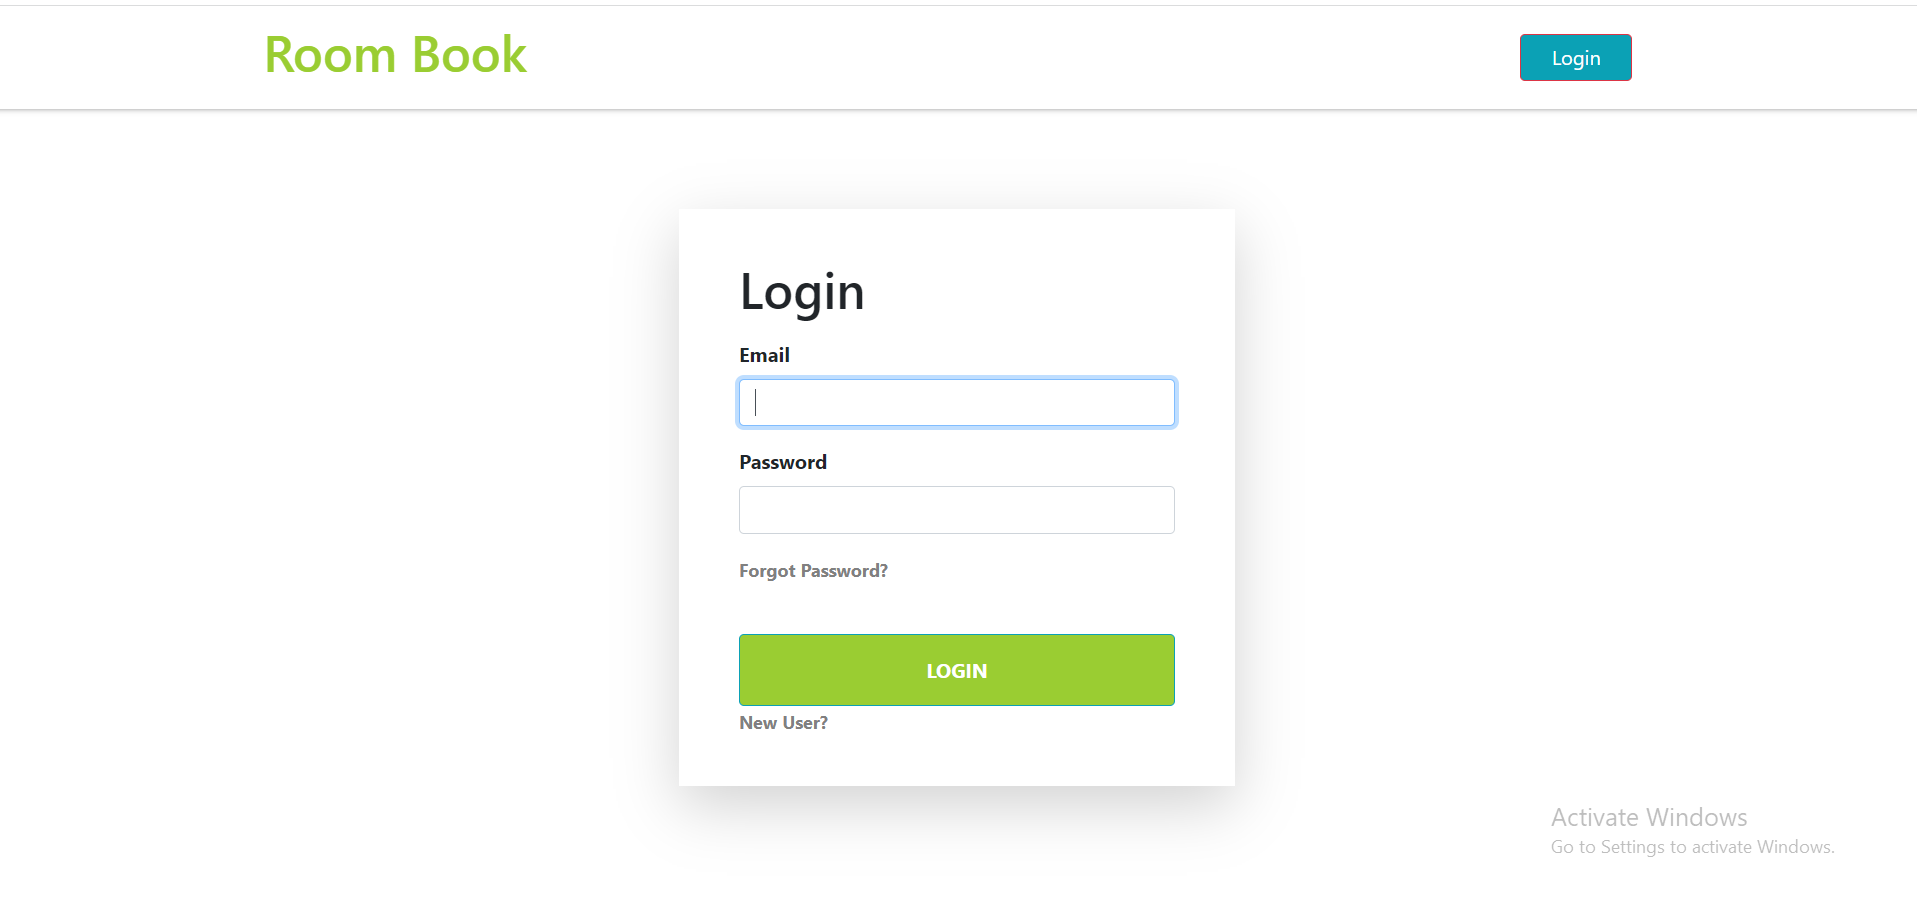 Room Book
Login
Login
Email
Password
Forgot Password?
LOGIN
New User?
Activate Windows
Go to Settings to activate Windows.